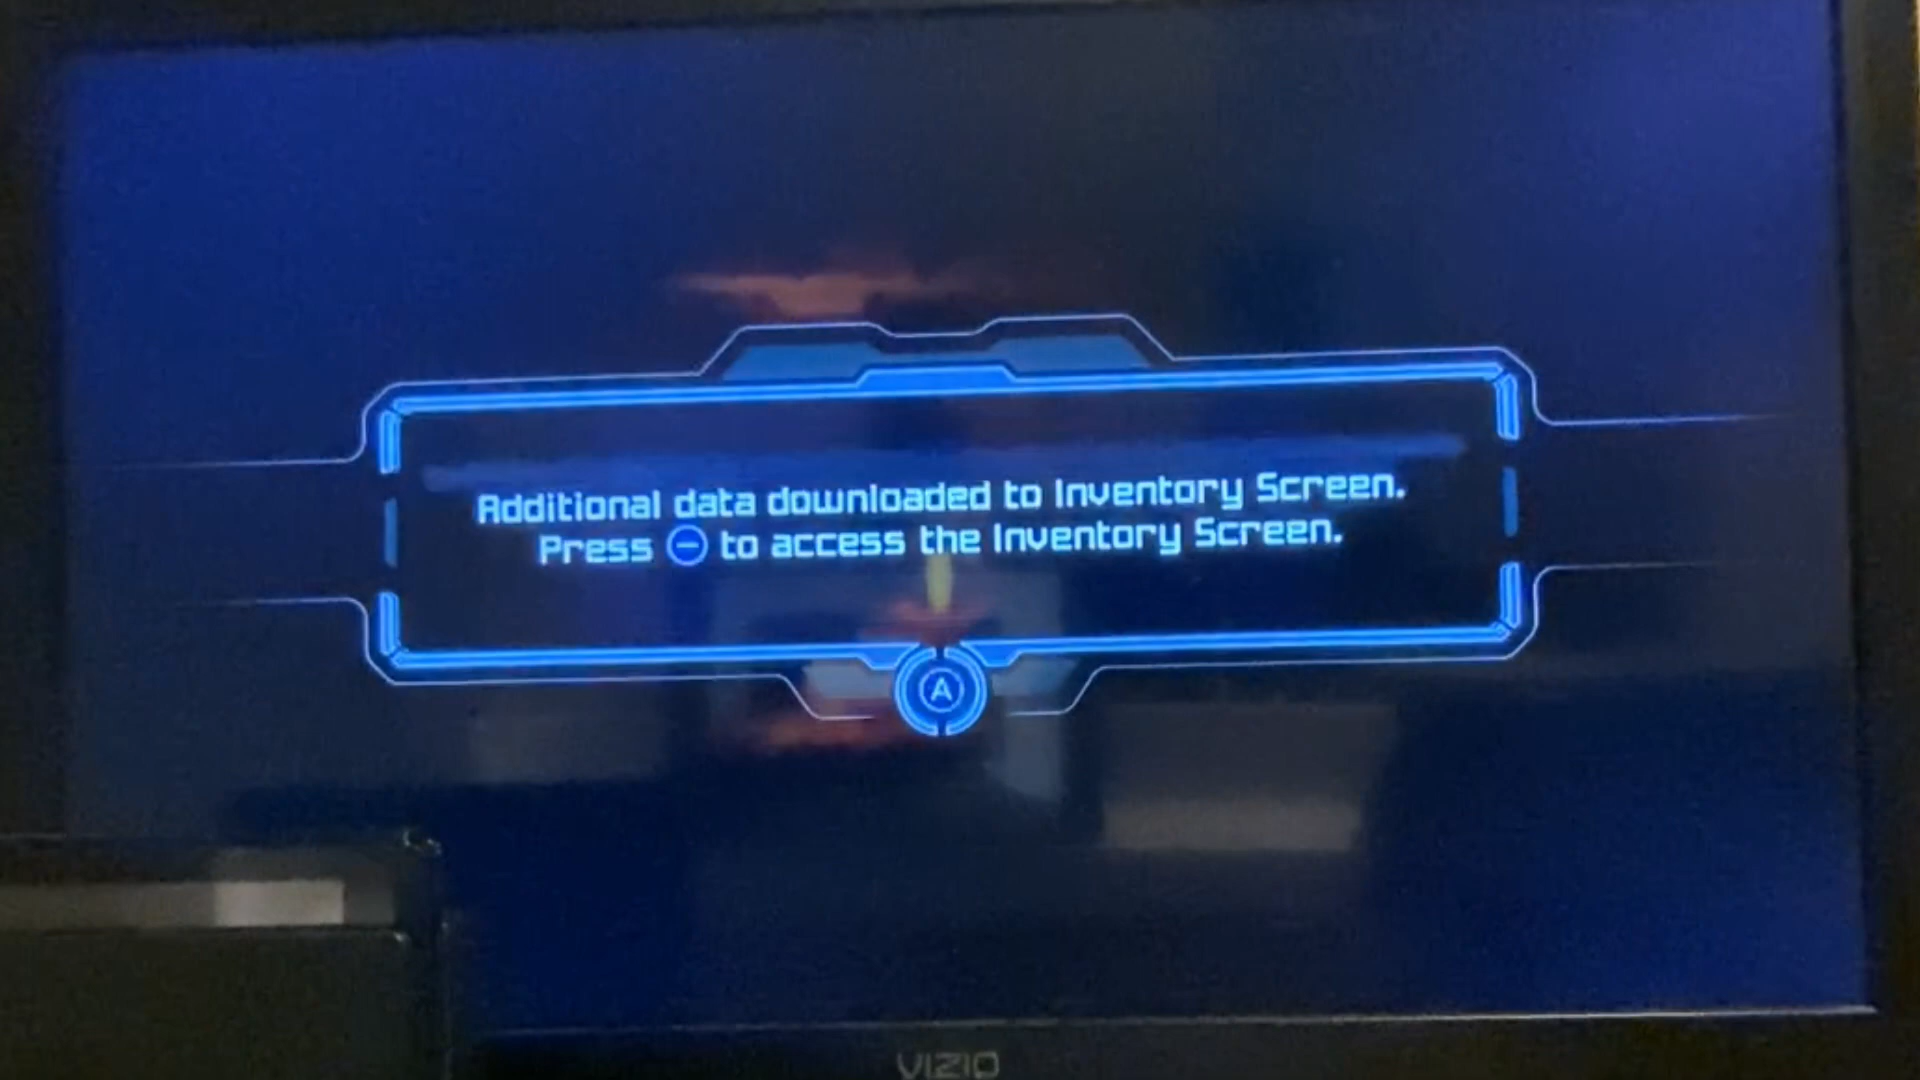 Additional data downloaded to Inventory Screen.
Press ⊖ to access the Inventory Screen.
A
VIZIO